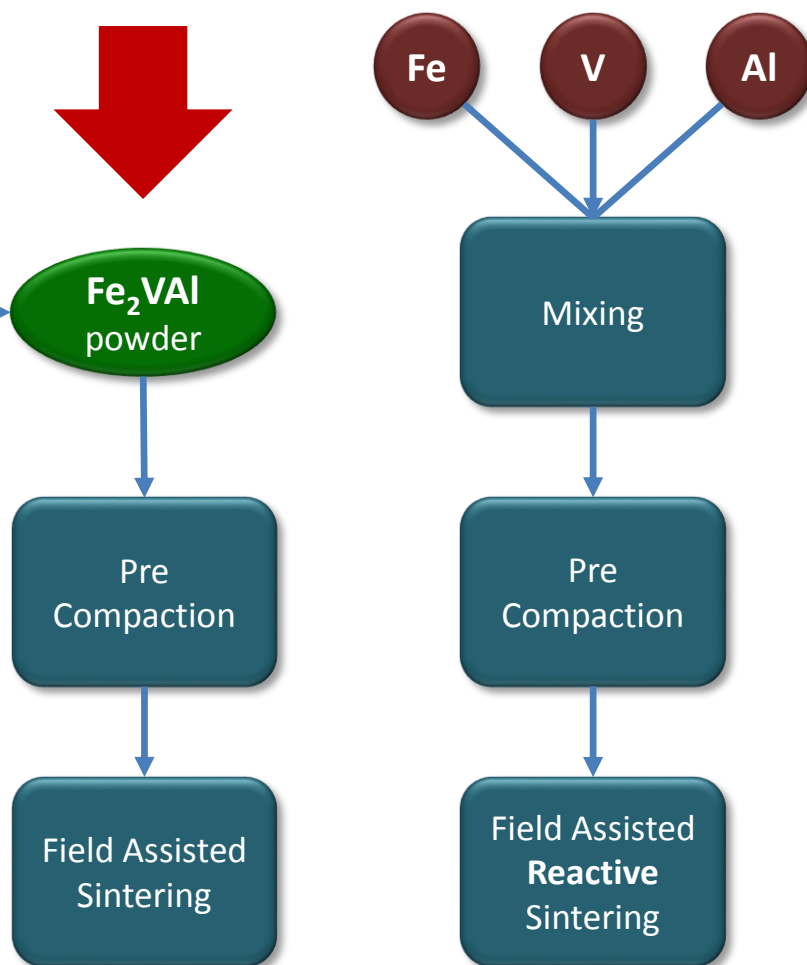 Fe
V
Al
Fe₂VAl
powder
Mixing
Pre
Compaction
Pre
Compaction
Field Assisted
Sintering
Field Assisted
Reactive
Sintering